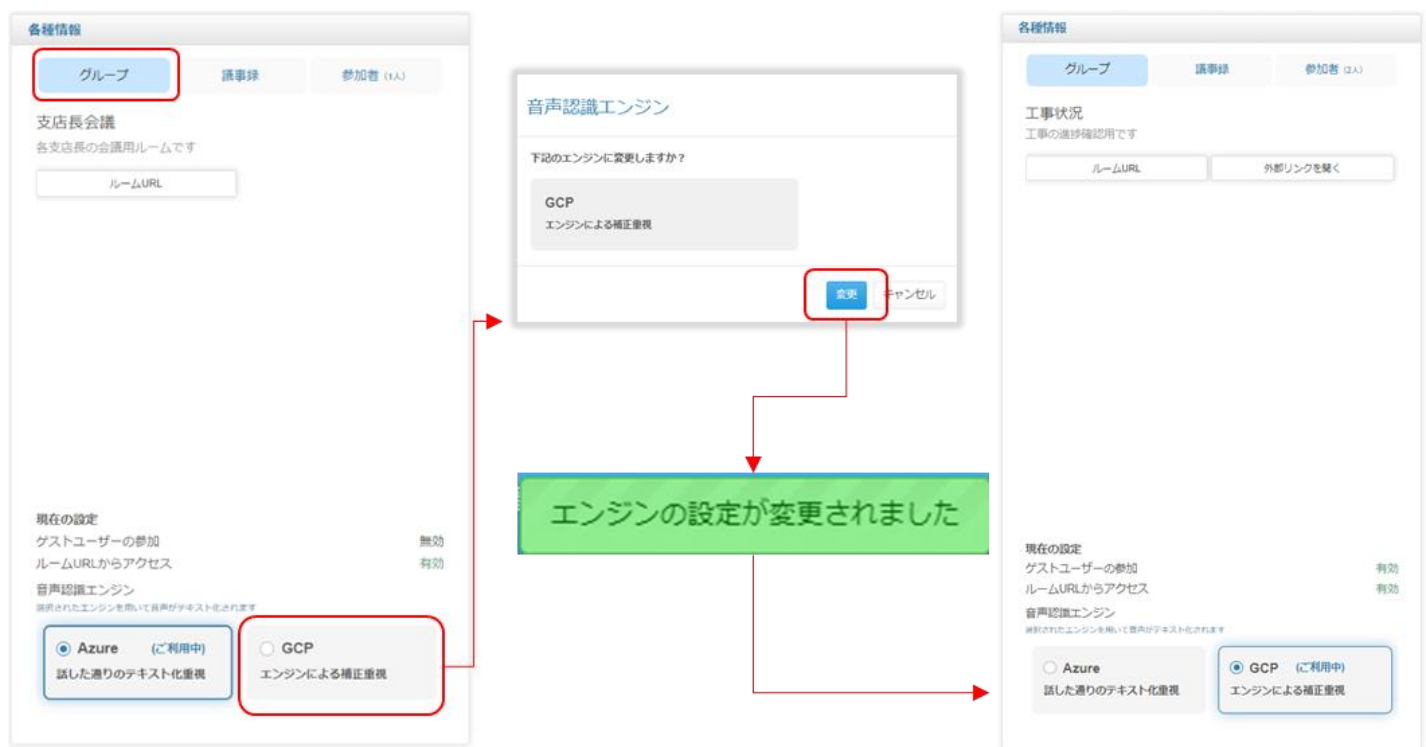 各種情報
グループ 議事録 参加者 (1人)
支店長会議
各支店長の会議用ルームです
ルームURL
現在の設定
ゲストユーザーの参加 無効
ルームURLからアクセス 有効
音声認識エンジン
選択されたエンジンを用いて音声がテキスト化されます
Azure (ご利用中)
話した通りのテキスト化重視
GCP
エンジンによる補正重視
音声認識エンジン
下記のエンジンに変更しますか？
GCP
エンジンによる補正重視
変更 キャンセル
エンジンの設定が変更されました
各種情報
グループ 議事録 参加者 (2人)
工事状況
工事の進捗確認用です
ルームURL 外部リンクを開く
現在の設定
ゲストユーザーの参加 有効
ルームURLからアクセス 有効
音声認識エンジン
選択されたエンジンを用いて音声がテキスト化されます
Azure
話した通りのテキスト化重視
GCP (ご利用中)
エンジンによる補正重視